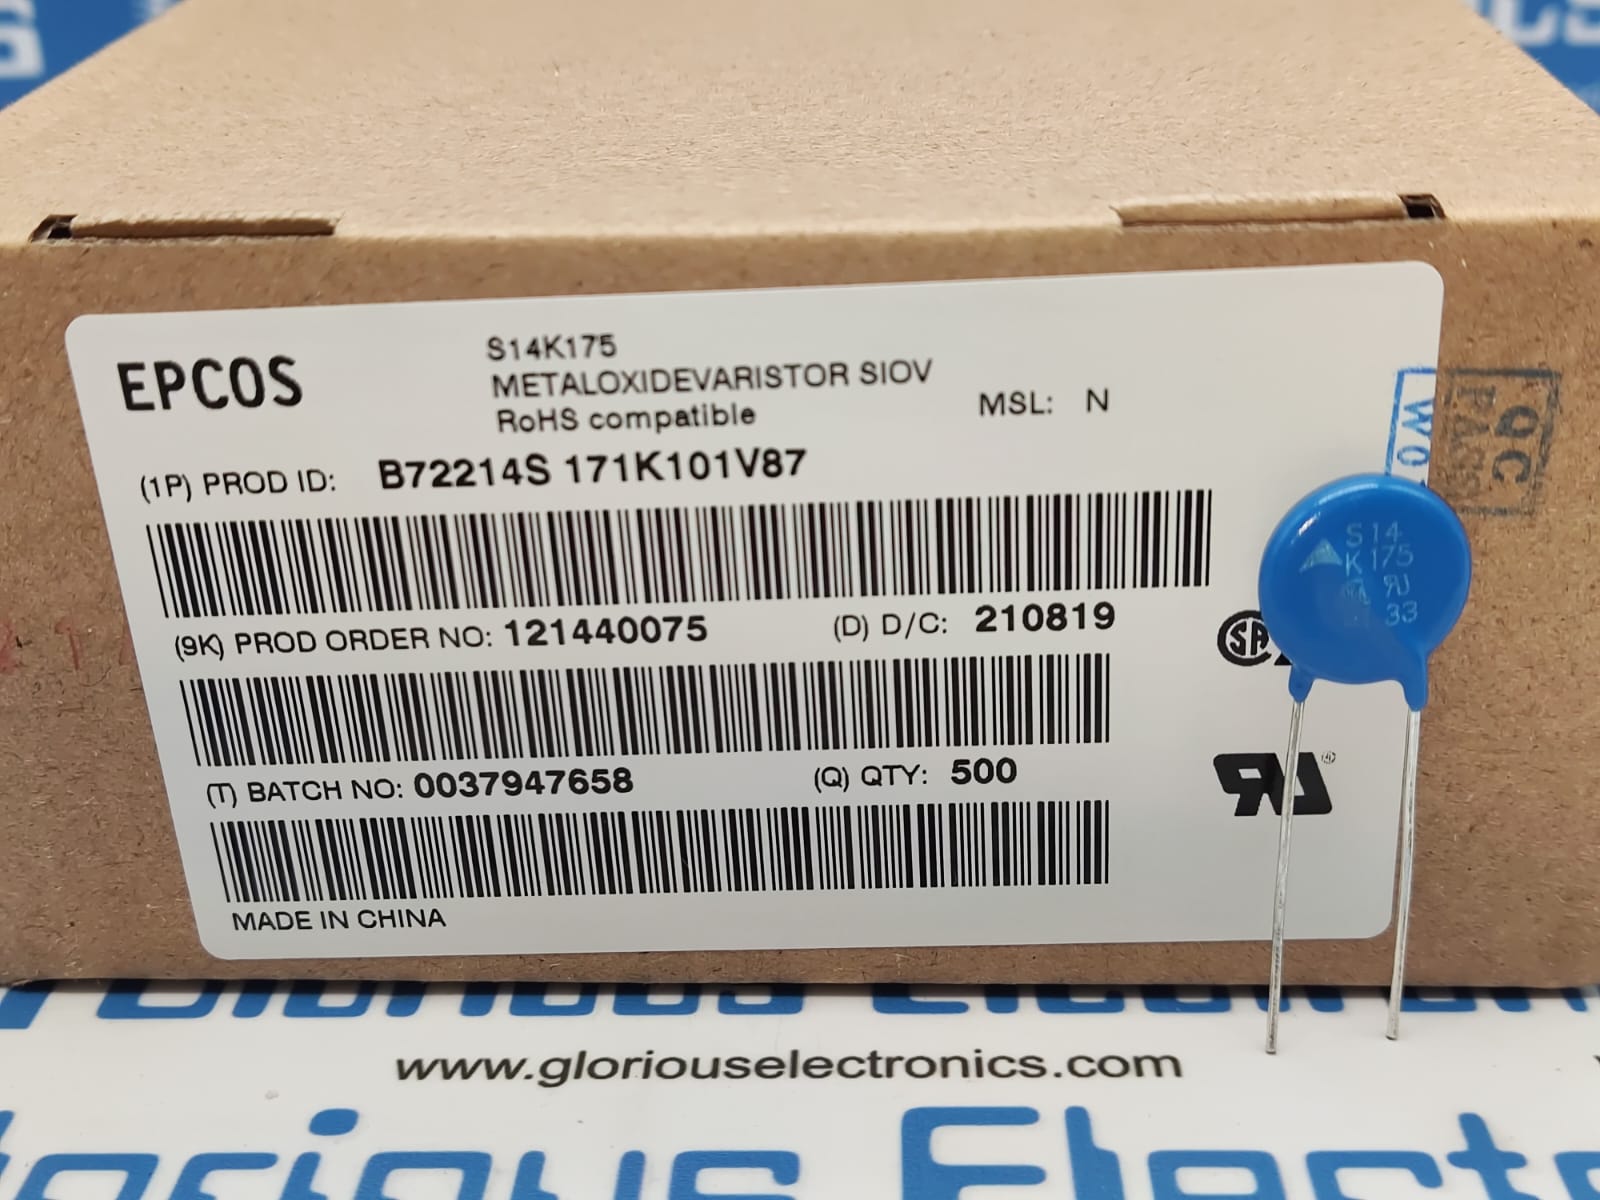 EPCOS
S14K175
METALOXIDEVARISTOR SIOV
RoHS compatible
MSL: N
(1P) PROD ID: B72214S 171K101V87
(9K) PROD ORDER NO: 121440075 (D) D/C: 210819
(T) BATCH NO: 0037947658 (Q) QTY: 500
MADE IN CHINA
QC
S14
K175
33
www.gloriouselectronics.com